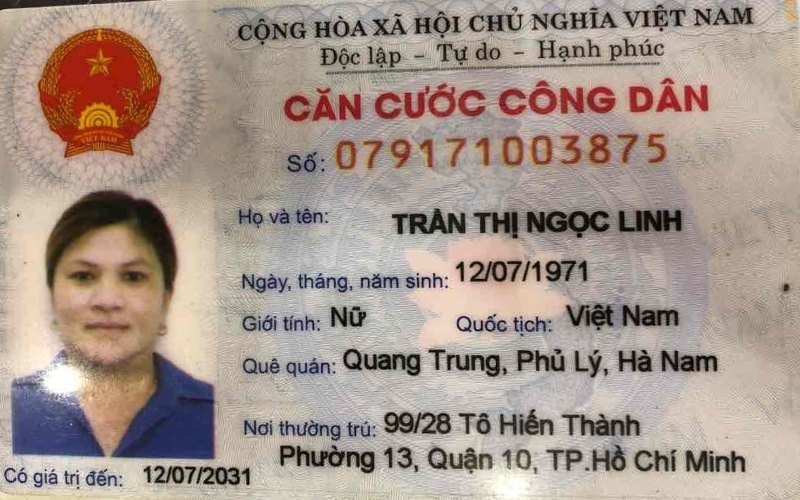 CỘNG HÒA XÃ HỘI CHỦ NGHĨA VIỆT NAM
Độc lập – Tự do – Hạnh phúc
CĂN CƯỚC CÔNG DÂN
Số: 079171003875
Họ và tên: TRẦN THỊ NGỌC LINH
Ngày, tháng, năm sinh: 12/07/1971
Giới tính: Nữ Quốc tịch: Việt Nam
Quê quán: Quang Trung, Phủ Lý, Hà Nam
Nơi thường trú: 99/28 Tô Hiến Thành
Phường 13, Quận 10, TP.Hồ Chí Minh
Có giá trị đến: 12/07/2031
VIỆT NAM